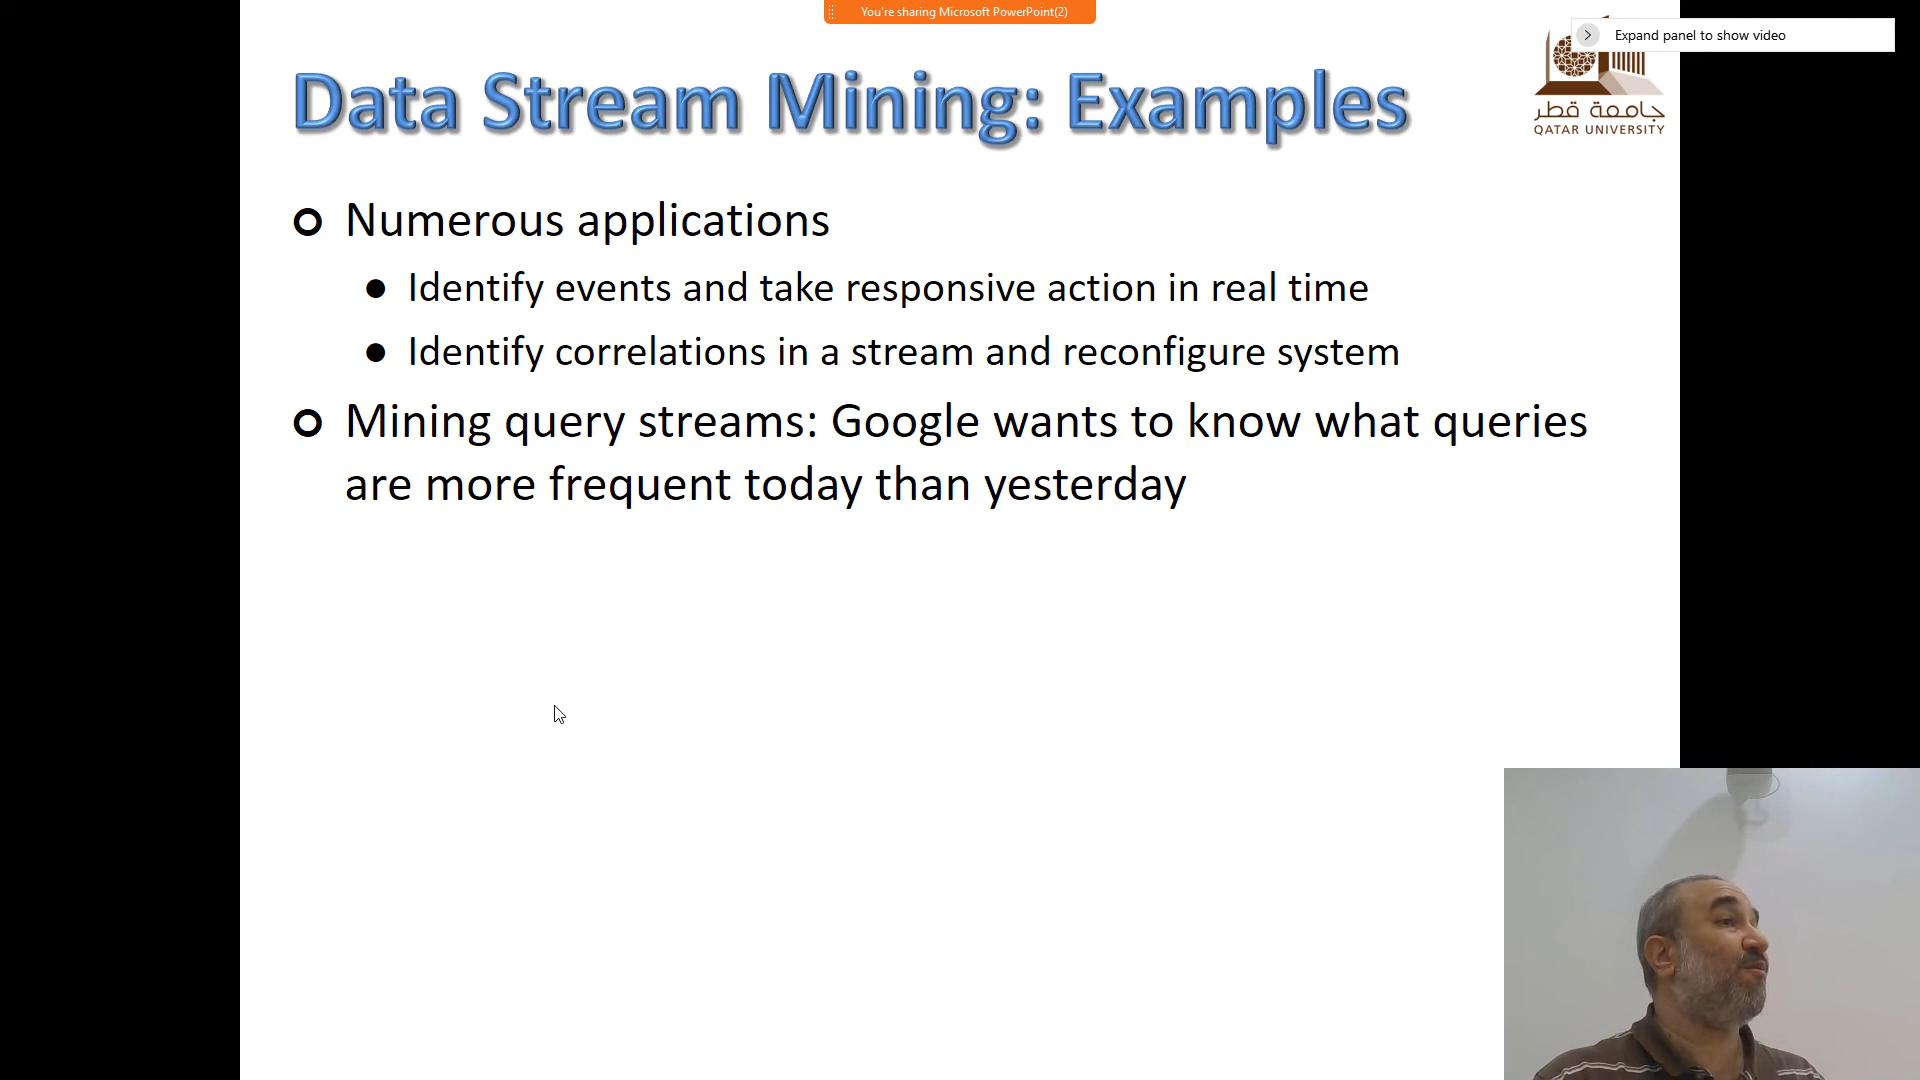 You're sharing Microsoft PowerPoint(2)
Expand panel to show video
Data Stream Mining: Examples
جامعة قطر
QATAR UNIVERSITY
Numerous applications
Identify events and take responsive action in real time
Identify correlations in a stream and reconfigure system
Mining query streams: Google wants to know what queries
are more frequent today than yesterday